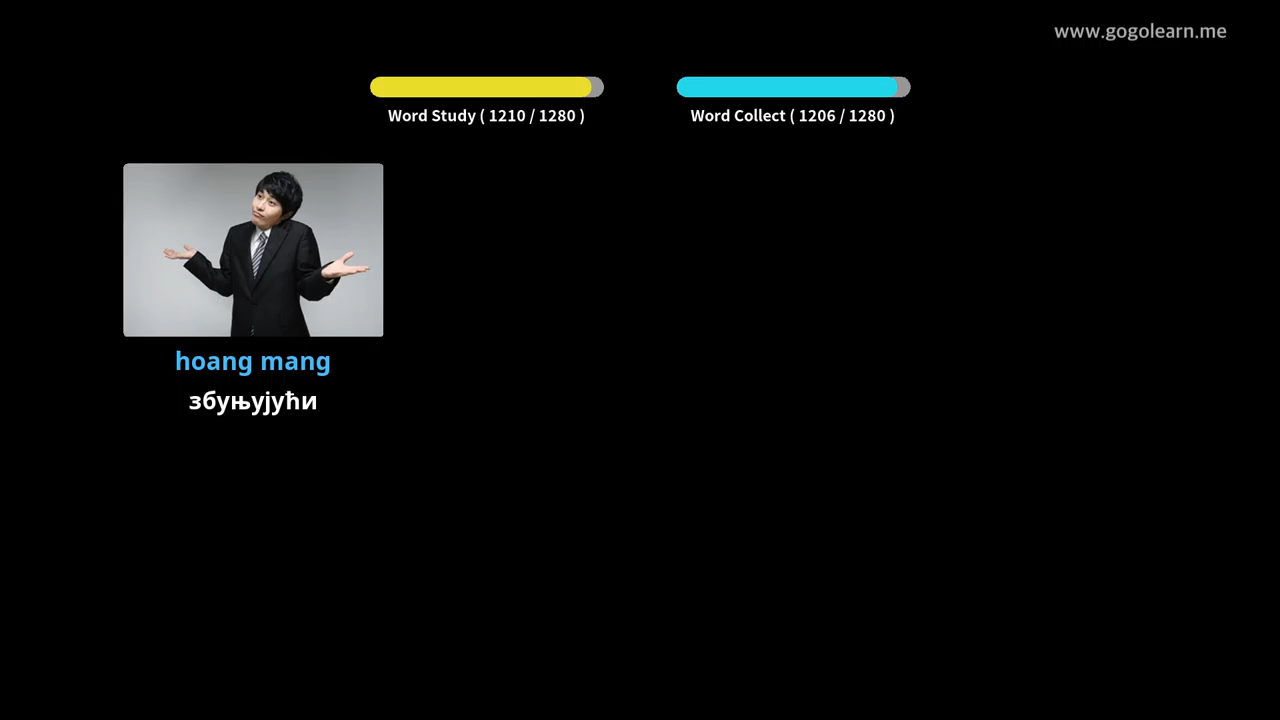 www.gogolearn.me
Word Study ( 1210 / 1280 )
Word Collect ( 1206 / 1280 )
hoang mang
збуњујући